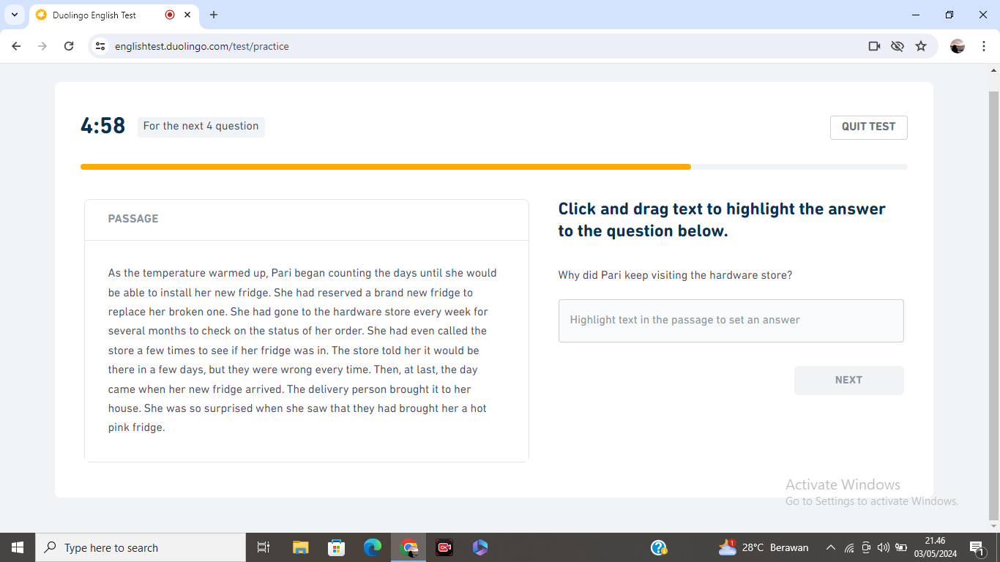 Duolingo English Test
englishtest.duolingo.com/test/practice
4:58
For the next 4 question
QUIT TEST
PASSAGE
As the temperature warmed up, Pari began counting the days until she would
be able to install her new fridge. She had reserved a brand new fridge to
replace her broken one. She had gone to the hardware store every week for
several months to check on the status of her order. She had even called the
store a few times to see if her fridge was in. The store told her it would be
there in a few days, but they were wrong every time. Then, at last, the day
came when her new fridge arrived. The delivery person brought it to her
house. She was so surprised when she saw that they had brought her a hot
pink fridge.
Click and drag text to highlight the answer
to the question below.
Why did Pari keep visiting the hardware store?
Highlight text in the passage to set an answer
NEXT
Activate Windows
Go to Settings to activate Windows.
Type here to search
1
28°C Berawan
21.46
03/05/2024
1